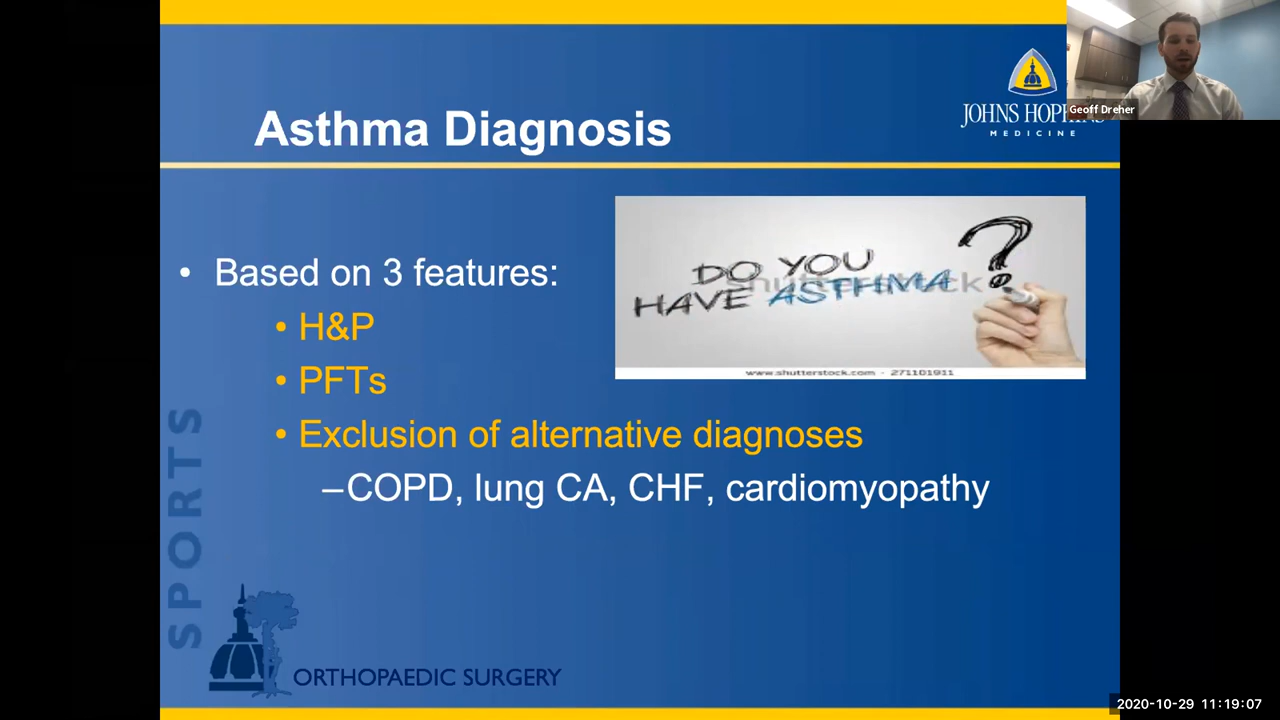 Asthma Diagnosis
JOHNS HOPKINS
MEDICINE
Geoff Dreher
• Based on 3 features:
• H&P
• PFTs
• Exclusion of alternative diagnoses
–COPD, lung CA, CHF, cardiomyopathy
DO YOU
HAVE ASTHMA ?
shutterstock
www.shutterstock.com · 271101911
SPORTS
ORTHOPAEDIC SURGERY
2020-10-29 11:19:07